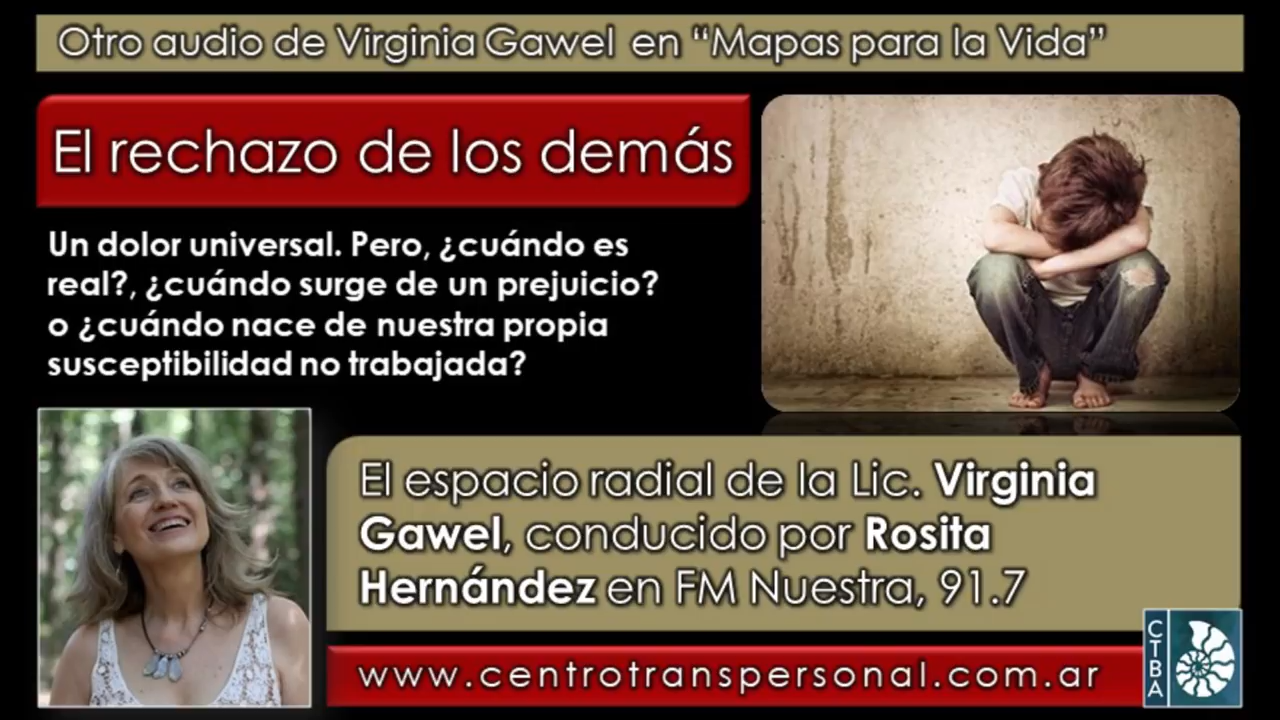 Otro audio de Virginia Gawel en “Mapas para la Vida”
El rechazo de los demás
Un dolor universal. Pero, ¿cuándo es
real?, ¿cuándo surge de un prejuicio?
o ¿cuándo nace de nuestra propia
susceptibilidad no trabajada?
El espacio radial de la Lic. Virginia
Gawel, conducido por Rosita
Hernández en FM Nuestra, 91.7
www.centrotranspersonal.com.ar
CTBA